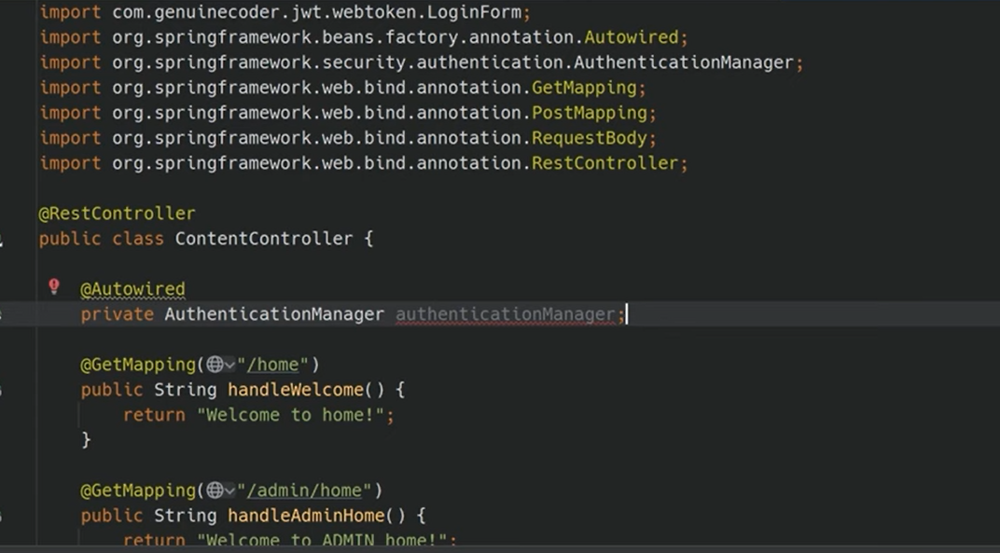 import com.genuinecoder.jwt.webtoken.LoginForm;
import org.springframework.beans.factory.annotation.Autowired;
import org.springframework.security.authentication.AuthenticationManager;
import org.springframework.web.bind.annotation.GetMapping;
import org.springframework.web.bind.annotation.PostMapping;
import org.springframework.web.bind.annotation.RequestBody;
import org.springframework.web.bind.annotation.RestController;
@RestController
public class ContentController {
@Autowired
private AuthenticationManager authenticationManager;
@GetMapping("/home")
public String handleWelcome() {
return "Welcome to home!";
}
@GetMapping("/admin/home")
public String handleAdminHome() {
return "Welcome to ADMIN home!";